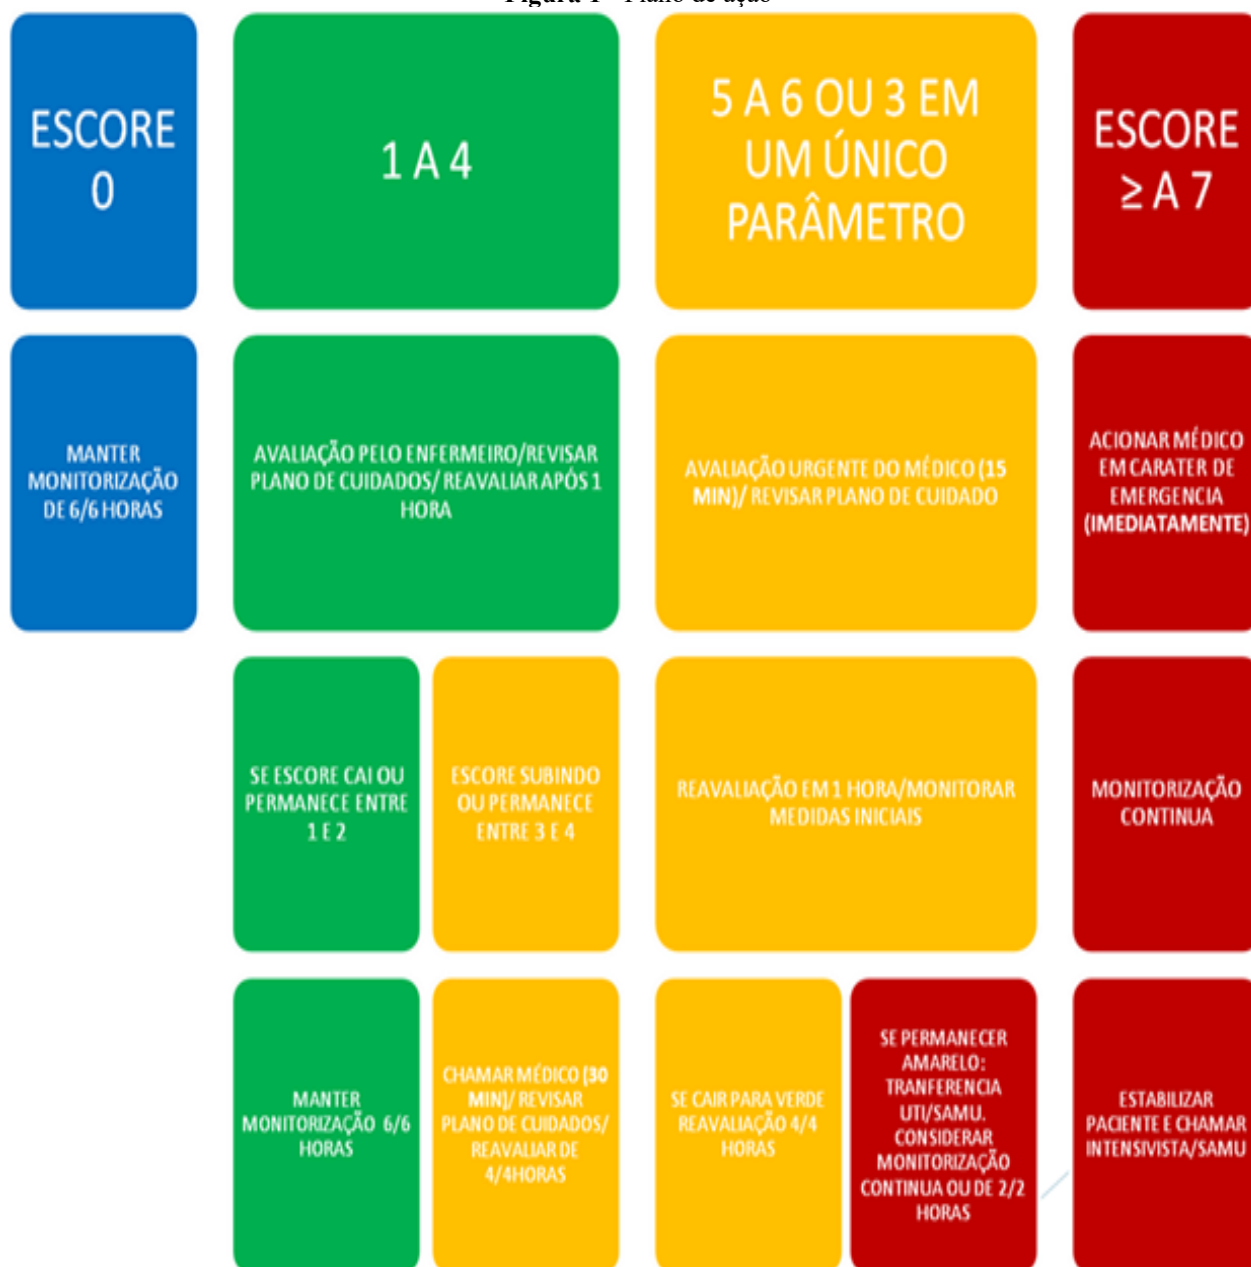 Figura 1 - Plano de ação
ESCORE
0
1 A 4
5 A 6 OU 3 EM
UM ÚNICO
PARÂMETRO
ESCORE
≥ A 7
MANTER
MONITORIZAÇÃO
DE 6/6 HORAS
AVALIAÇÃO PELO ENFERMEIRO/REVISAR
PLANO DE CUIDADOS/ REAVALIAR APÓS 1
HORA
AVALIAÇÃO URGENTE DO MÉDICO (15
MIN)/ REVISAR PLANO DE CUIDADO
ACIONAR MÉDICO
EM CARATER DE
EMERGENCIA
(IMEDIATAMENTE)
SE ESCORE CAI OU
PERMANECE ENTRE
1 E 2
ESCORE SUBINDO
OU PERMANECE
ENTRE 3 E 4
REAVALIAÇÃO EM 1 HORA/MONITORAR
MEDIDAS INICIAIS
MONITORIZAÇÃO
CONTINUA
MANTER
MONITORIZAÇÃO 6/6
HORAS
CHAMAR MÉDICO (30
MIN)/ REVISAR
PLANO DE CUIDADOS/
REAVALIAR DE
4/4HORAS
SE CAIR PARA VERDE
REAVALIAÇÃO 4/4
HORAS
SE PERMANECER
AMARELO:
TRANFERENCIA
UTI/SAMU.
CONSIDERAR
MONITORIZAÇÃO
CONTINUA OU DE 2/2
HORAS
ESTABILIZAR
PACIENTE E CHAMAR
INTENSIVISTA/SAMU